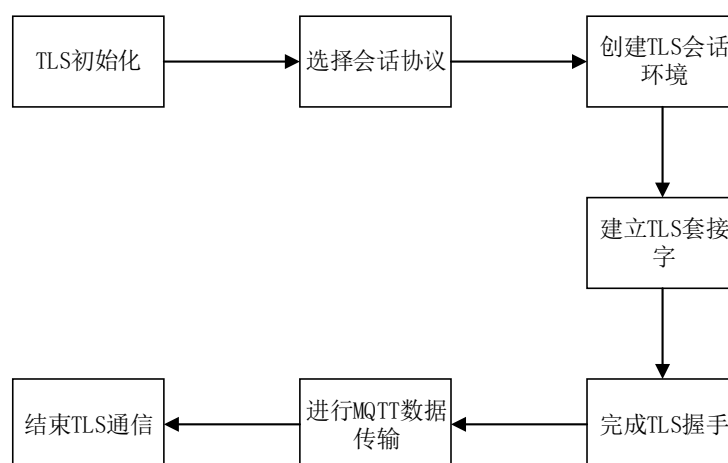 TLS初始化
选择会话协议
创建TLS会话
环境
建立TLS套接
字
完成TLS握手
进行MQTT数据
传输
结束TLS通信